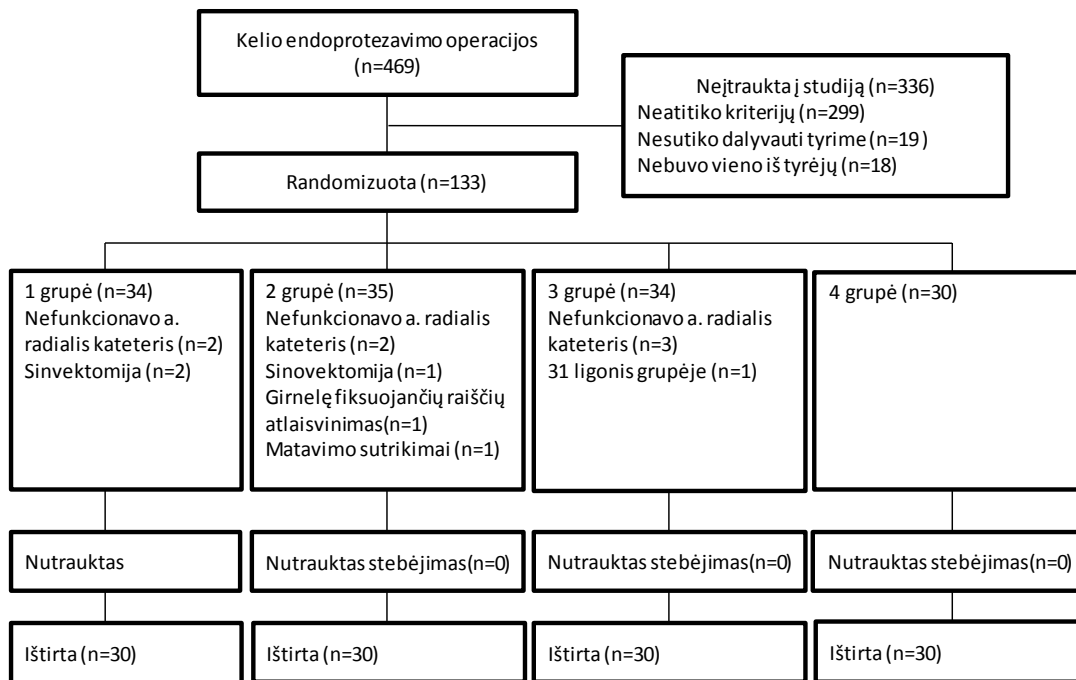 Kelio endoprotezavimo operacijos
(n=469)
Neįtraukta į studiją (n=336)
Neatitiko kriterijų (n=299)
Nesutiko dalyvauti tyrime (n=19 )
Nebuvo vieno iš tyrėjų (n=18)
Randomizuota (n=133)
1 grupė (n=34)
Nefunkcionavo a.
radialis kateteris (n=2)
Sinvektomija (n=2)
2 grupė (n=35)
Nefunkcionavo a. radialis
kateteris (n=2)
Sinovektomija (n=1)
Girnelę fiksuojančių raiščių
atlaisvinimas(n=1)
Matavimo sutrikimai (n=1)
3 grupė (n=34)
Nefunkcionavo a. radialis
kateteris (n=3)
31 ligonis grupėje (n=1)
4 grupė (n=30)
Nutrauktas
Nutrauktas stebėjimas(n=0)
Nutrauktas stebėjimas(n=0)
Nutrauktas stebėjimas(n=0)
Ištirta (n=30)
Ištirta (n=30)
Ištirta (n=30)
Ištirta (n=30)